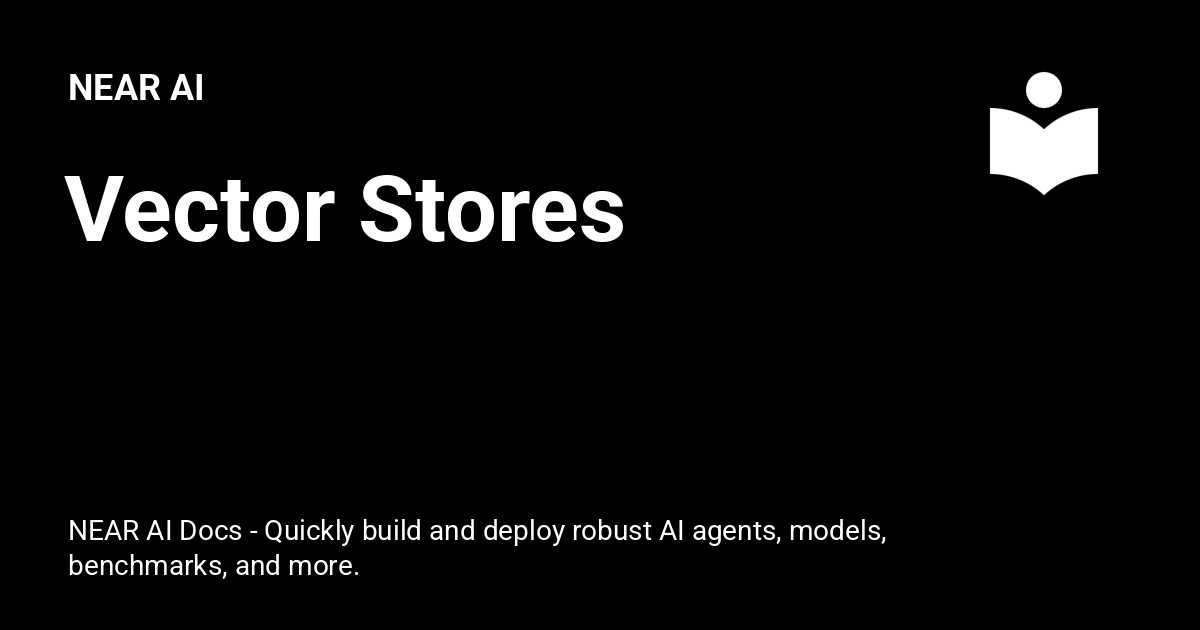 NEAR AI
Vector Stores
NEAR AI Docs - Quickly build and deploy robust AI agents, models,
benchmarks, and more.